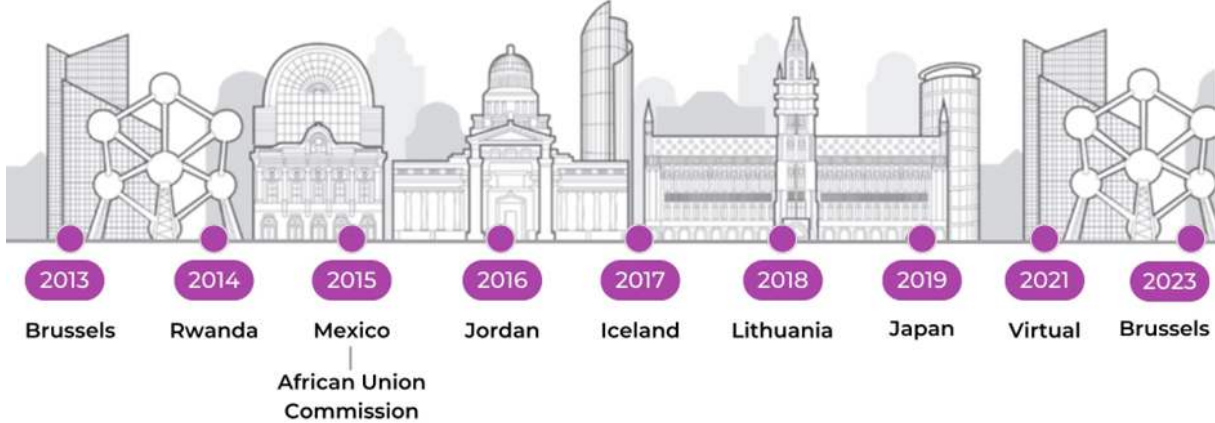 2013
2014
2015
2016
2017
2018
2019
2021
2023
Brussels
Rwanda
Mexico
Jordan
Iceland
Lithuania
Japan
Virtual
Brussels
African Union
Commission